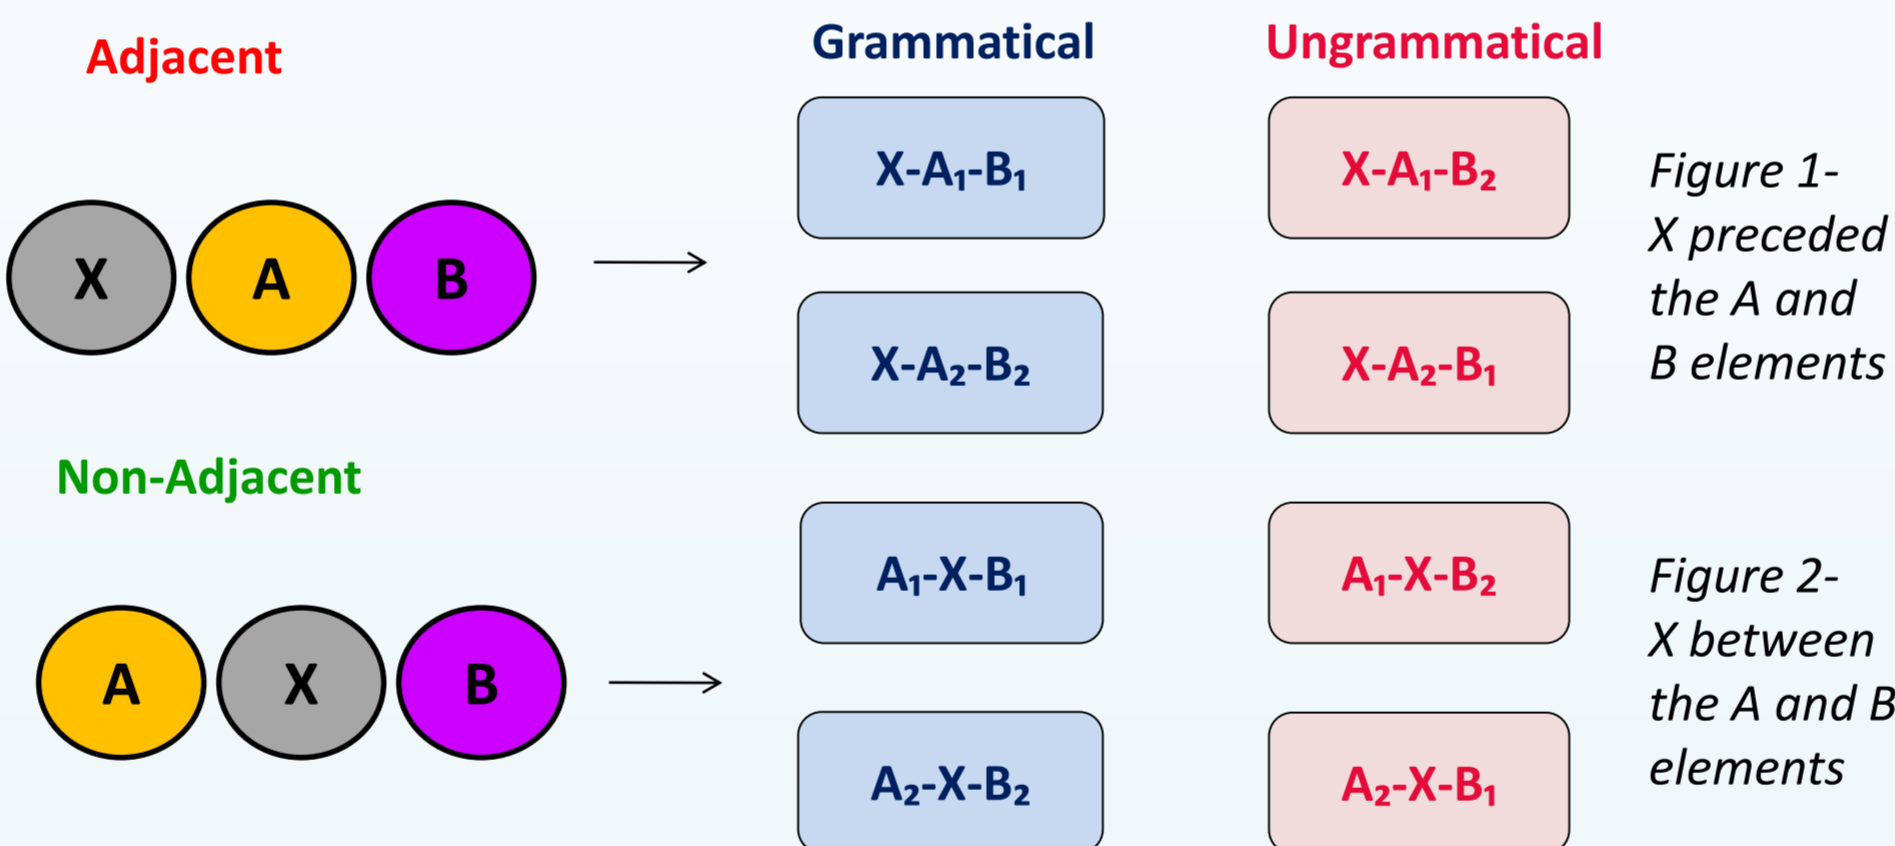 Adjacent
Grammatical
Ungrammatical
X
A
B
X-A₁-B₁
X-A₁-B₂
X-A₂-B₂
X-A₂-B₁
Figure 1-
X preceded
the A and
B elements
Non-Adjacent
A
X
B
A₁-X-B₁
A₁-X-B₂
A₂-X-B₂
A₂-X-B₁
Figure 2-
X between
the A and B
elements